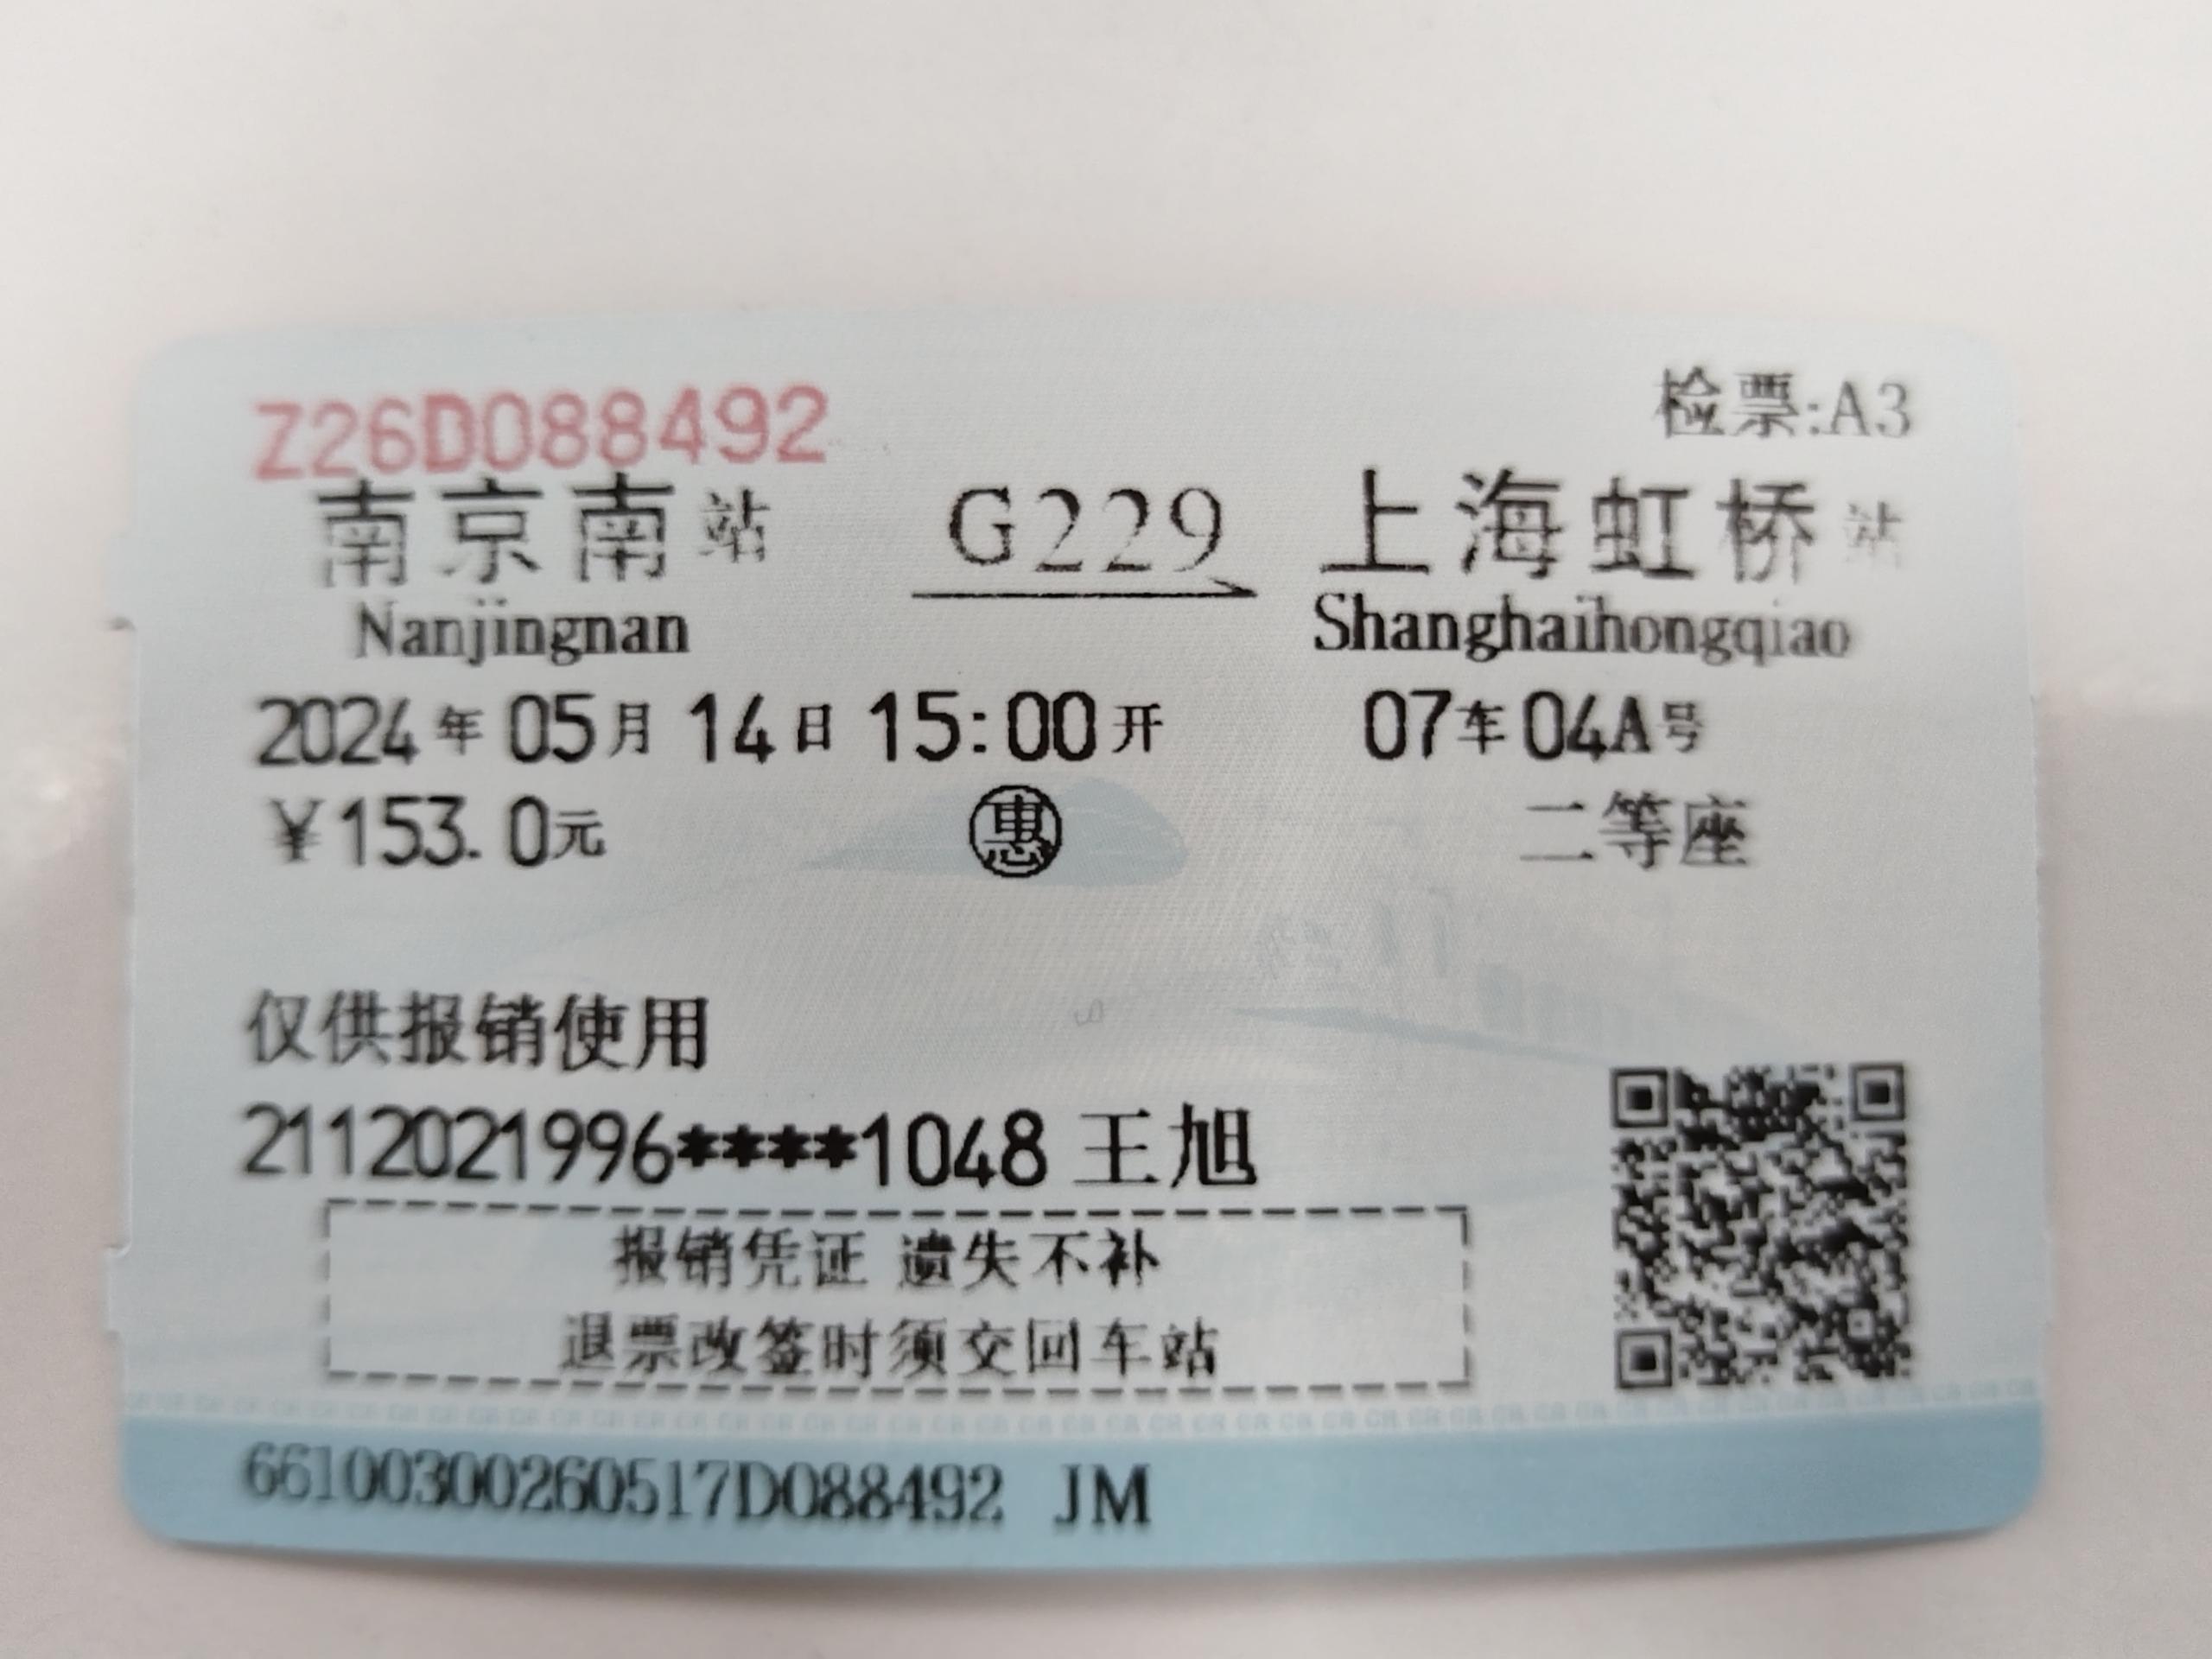 Z26D088492 检票:A3
南京南站 G229 上海虹桥站
Nanjingnan Shanghaihongqiao
2024年05月14日15:00开 07车04A号
¥153.0元 惠 二等座
仅供报销使用
2112021996****1048 王旭
报销凭证 遗失不补
退票改签时须交回车站
66100300260517D088492 JM